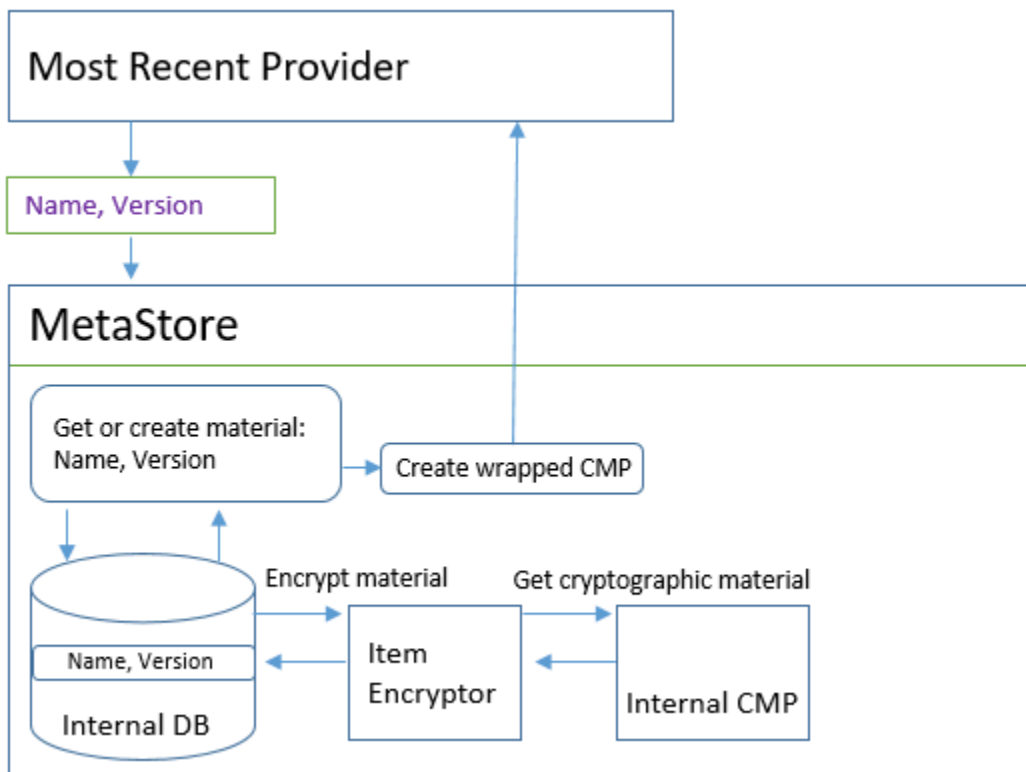 Most Recent Provider
Name, Version
MetaStore
Get or create material:
Name, Version
Create wrapped CMP
Encrypt material
Get cryptographic material
Name, Version
Internal DB
Item
Encryptor
Internal CMP